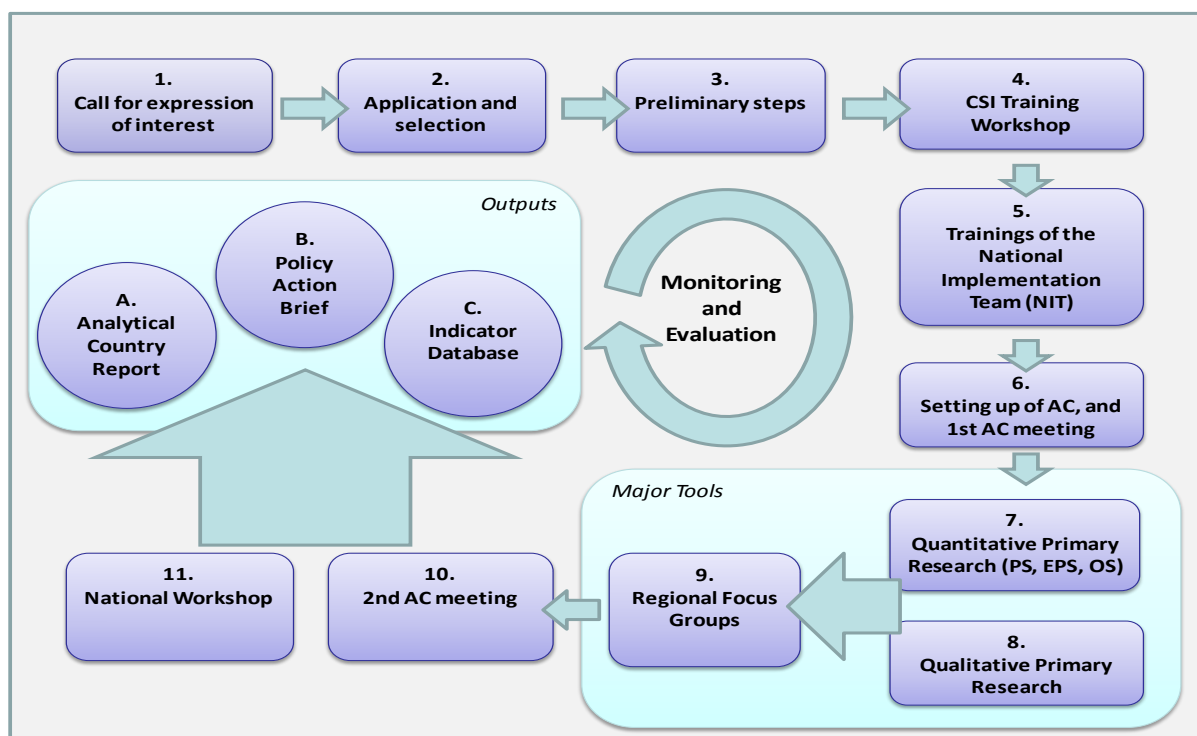 1.
Call for expression
of interest
2.
Application and
selection
3.
Preliminary steps
4.
CSI Training
Workshop
5.
Trainings of the
National
Implementation
Team (NIT)
6.
Setting up of AC, and
1st AC meeting
Major Tools
7.
Quantitative Primary
Research (PS, EPS, OS)
8.
Qualitative Primary
Research
9.
Regional Focus
Groups
10.
2nd AC meeting
11.
National Workshop
Outputs
A.
Analytical
Country
Report
B.
Policy
Action
Brief
C.
Indicator
Database
Monitoring
and
Evaluation